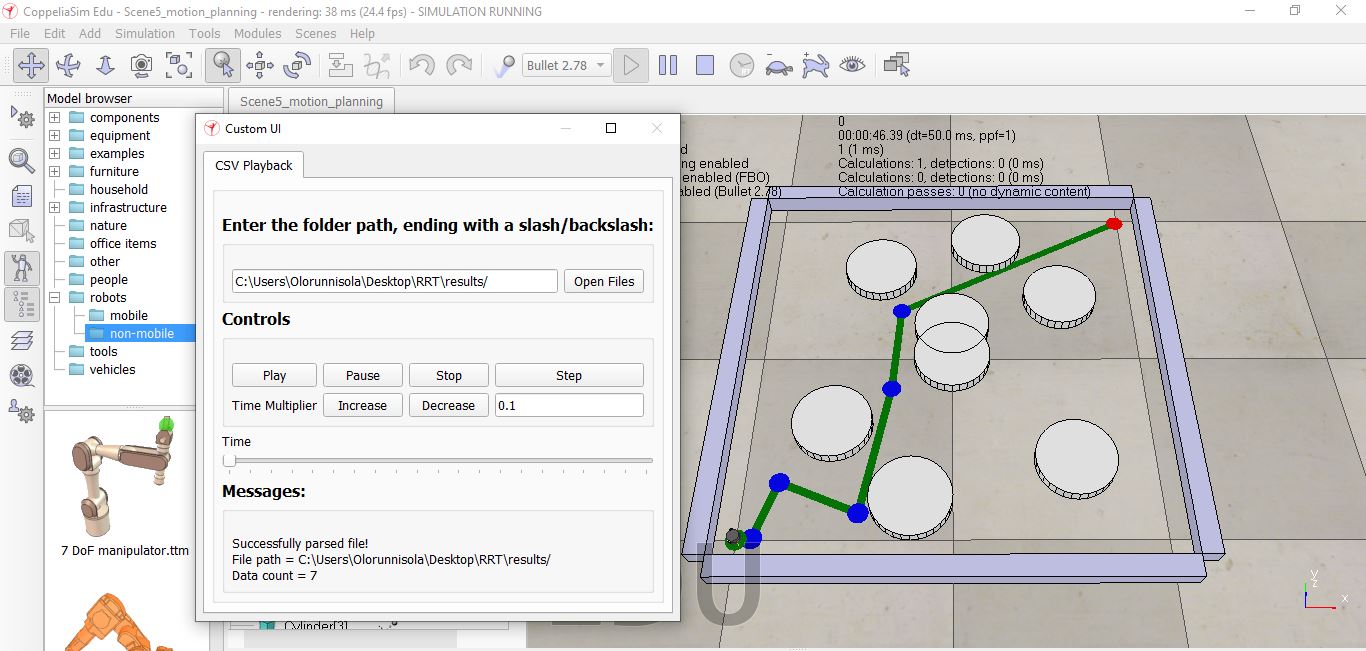 CoppeliaSim Edu - Scene5_motion_planning - rendering: 38 ms (24.4 fps) - SIMULATION RUNNING
File Edit Add Simulation Tools Modules Scenes Help
Bullet 2.78
Model browser
Scene5_motion_planning
components
equipment
examples
furniture
household
infrastructure
nature
office items
other
people
robots
mobile
non-mobile
tools
vehicles
7 DoF manipulator.ttm
Custom UI
CSV Playback
Enter the folder path, ending with a slash/backslash:
C:\Users\Olorunnisola\Desktop\RRT\results/
Open Files
Controls
Play Pause Stop Step
Time Multiplier Increase Decrease 0.1
Time
Messages:
Successfully parsed file!
File path = C:\Users\Olorunnisola\Desktop\RRT\results/
Data count = 7
Cylinder[3]
0
00:00:46.39 (dt=50.0 ms, ppf=1)
d 1 (1 ms)
ng enabled Calculations: 1, detections: 0 (0 ms)
enabled (FBO) Calculations: 0, detections: 0 (0 ms)
abled (Bullet 2.78) Calculation passes: 0 (no dynamic content)
y
z
x